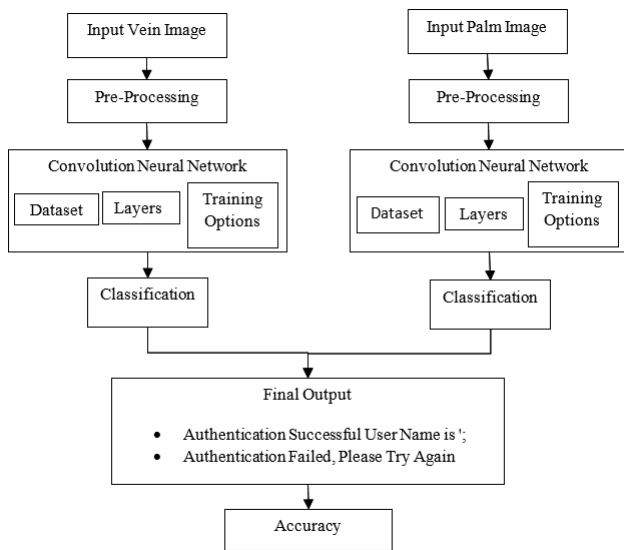 Input Vein Image
Input Palm Image
Pre-Processing
Pre-Processing
Convolution Neural Network
Dataset
Layers
Training
Options
Convolution Neural Network
Dataset
Layers
Training
Options
Classification
Classification
Final Output
• Authentication Successful User Name is ';
• Authentication Failed, Please Try Again
Accuracy